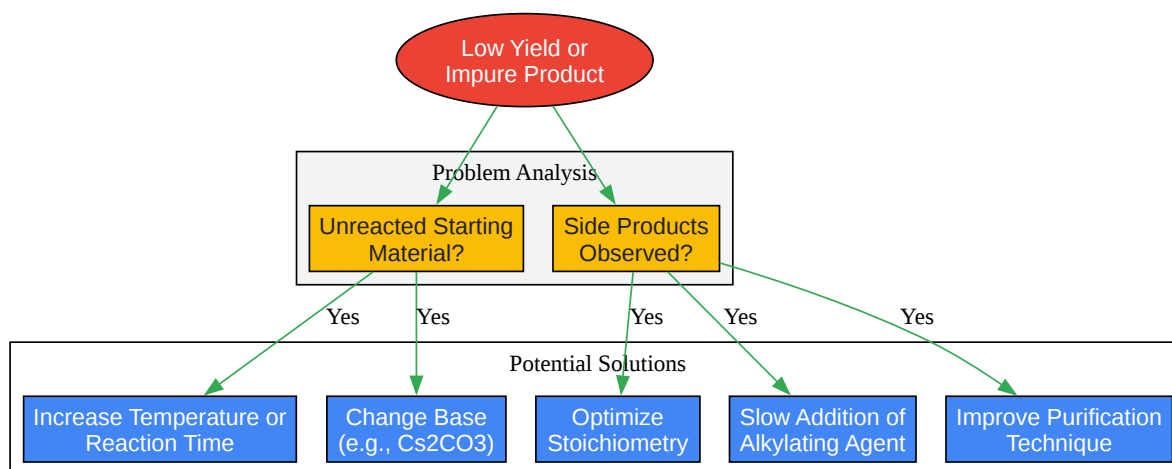 Low Yield or
Impure Product
Problem Analysis
Unreacted Starting
Material?
Side Products
Observed?
Yes
Yes
Yes
Yes
Yes
Potential Solutions
Increase Temperature or
Reaction Time
Change Base
(e.g., Cs2CO3)
Optimize
Stoichiometry
Slow Addition of
Alkylating Agent
Improve Purification
Technique